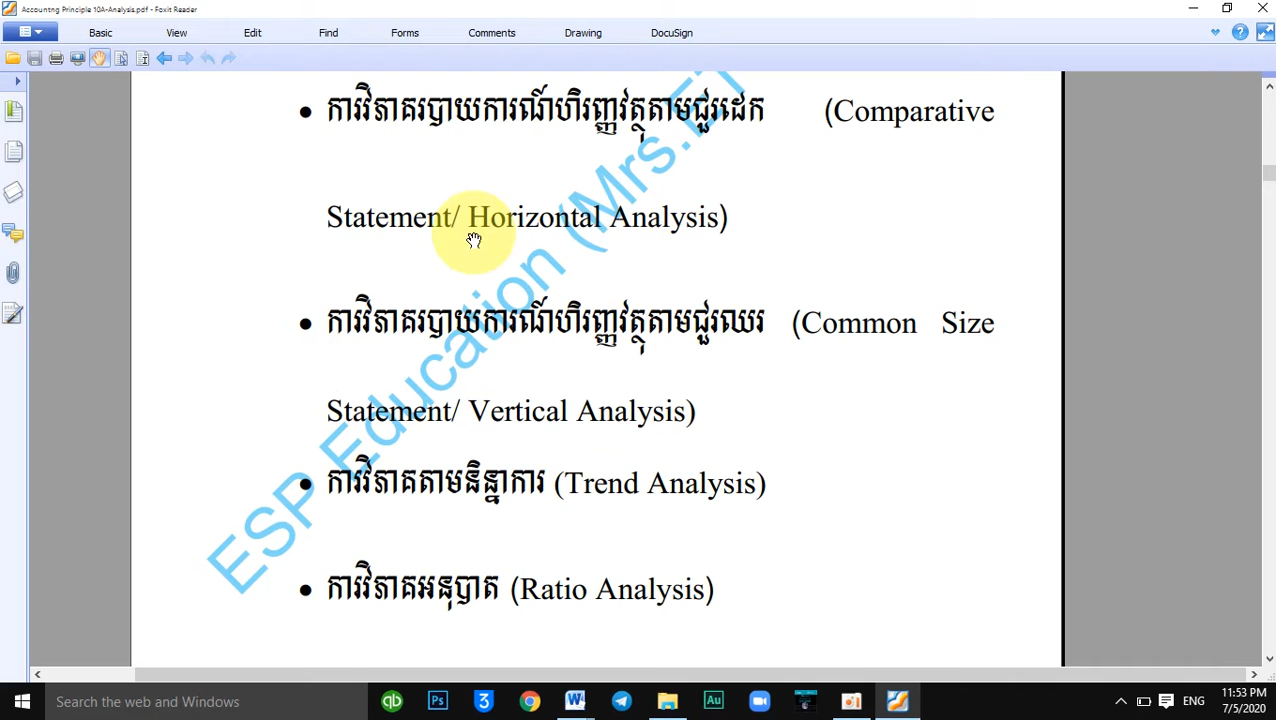 Accountng Principle 10A-Analysis.pdf - Foxit Reader
Basic View Edit Find Forms Comments Drawing DocuSign
• ការវិភាគរបាយការណ៍ហិរញ្ញវត្ថុតាមជួរដេក (Comparative
Statement/ Horizontal Analysis)
• ការវិភាគរបាយការណ៍ហិរញ្ញវត្ថុតាមជួរឈរ (Common Size
Statement/ Vertical Analysis)
• ការវិភាគតាមនិន្នាការ (Trend Analysis)
• ការវិភាគអនុបាត (Ratio Analysis)
ESP Education (Mrs.
Search the web and Windows
ENG
11:53 PM
7/5/2020